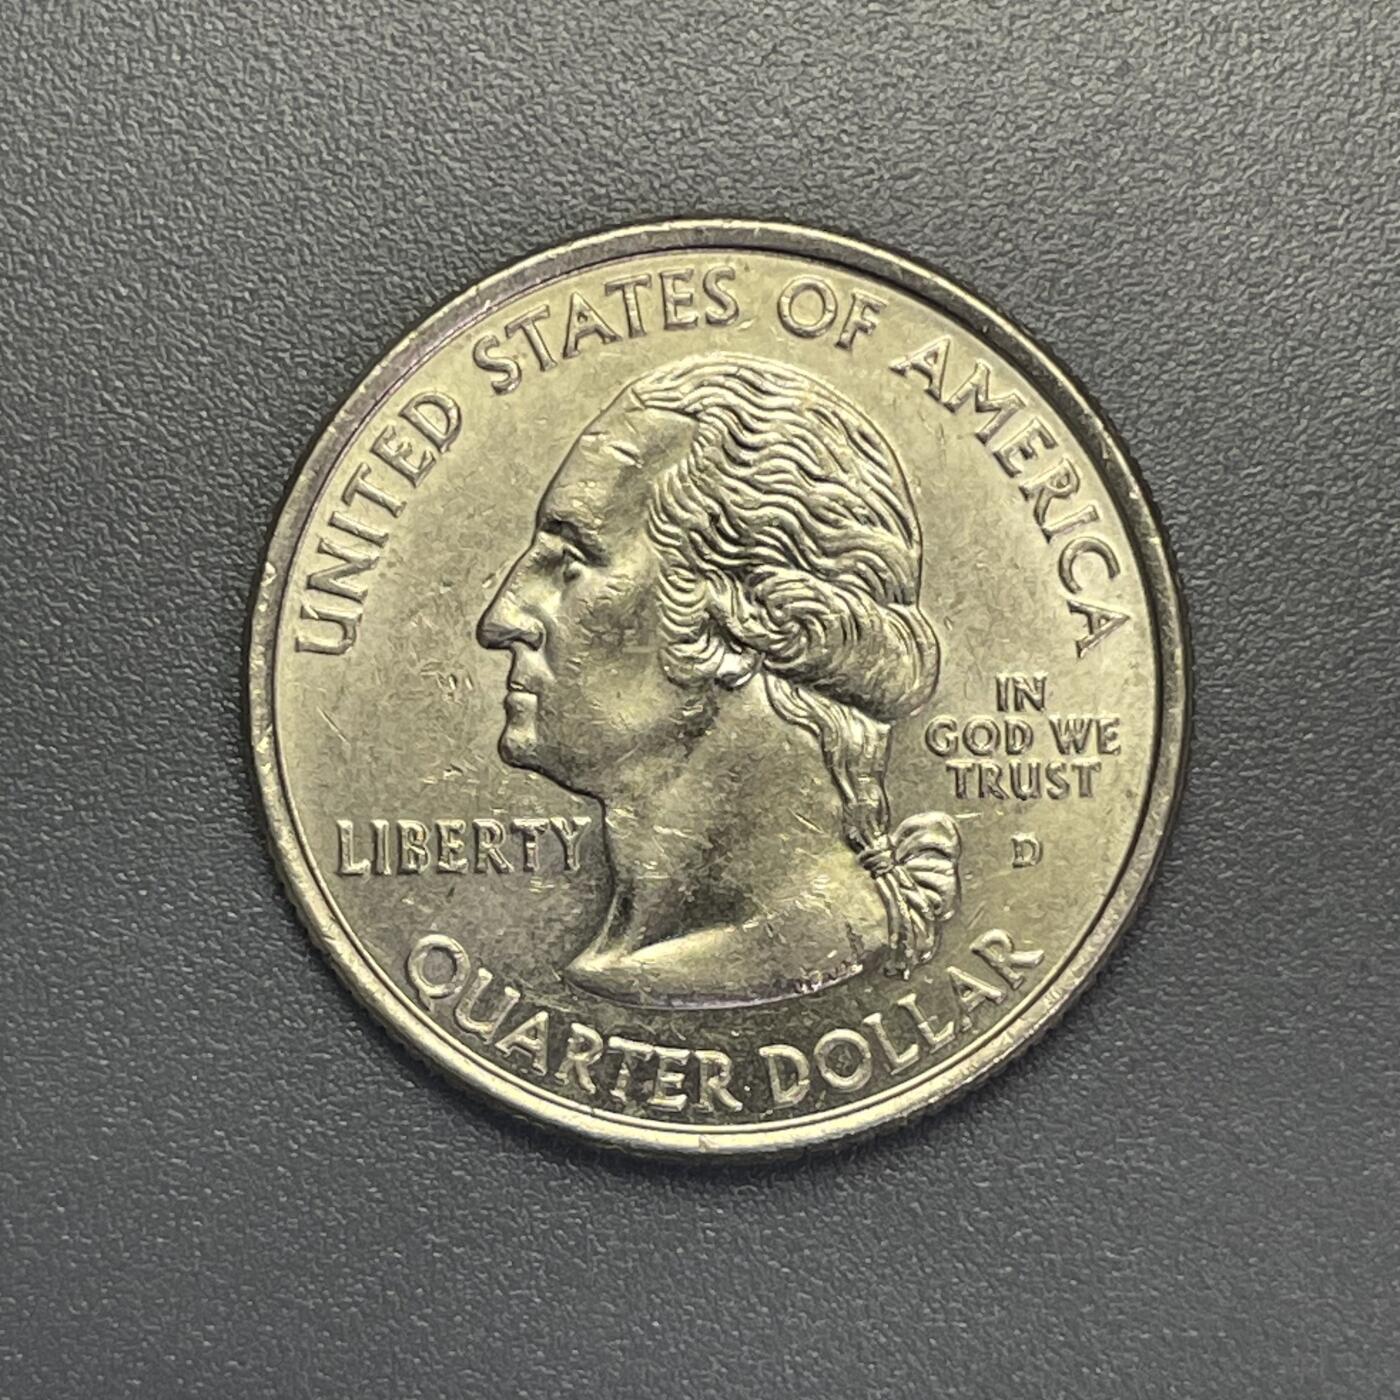 UNITED STATES OF AMERICA
IN
GOD WE
TRUST
LIBERTY
D
QUARTER DOLLAR